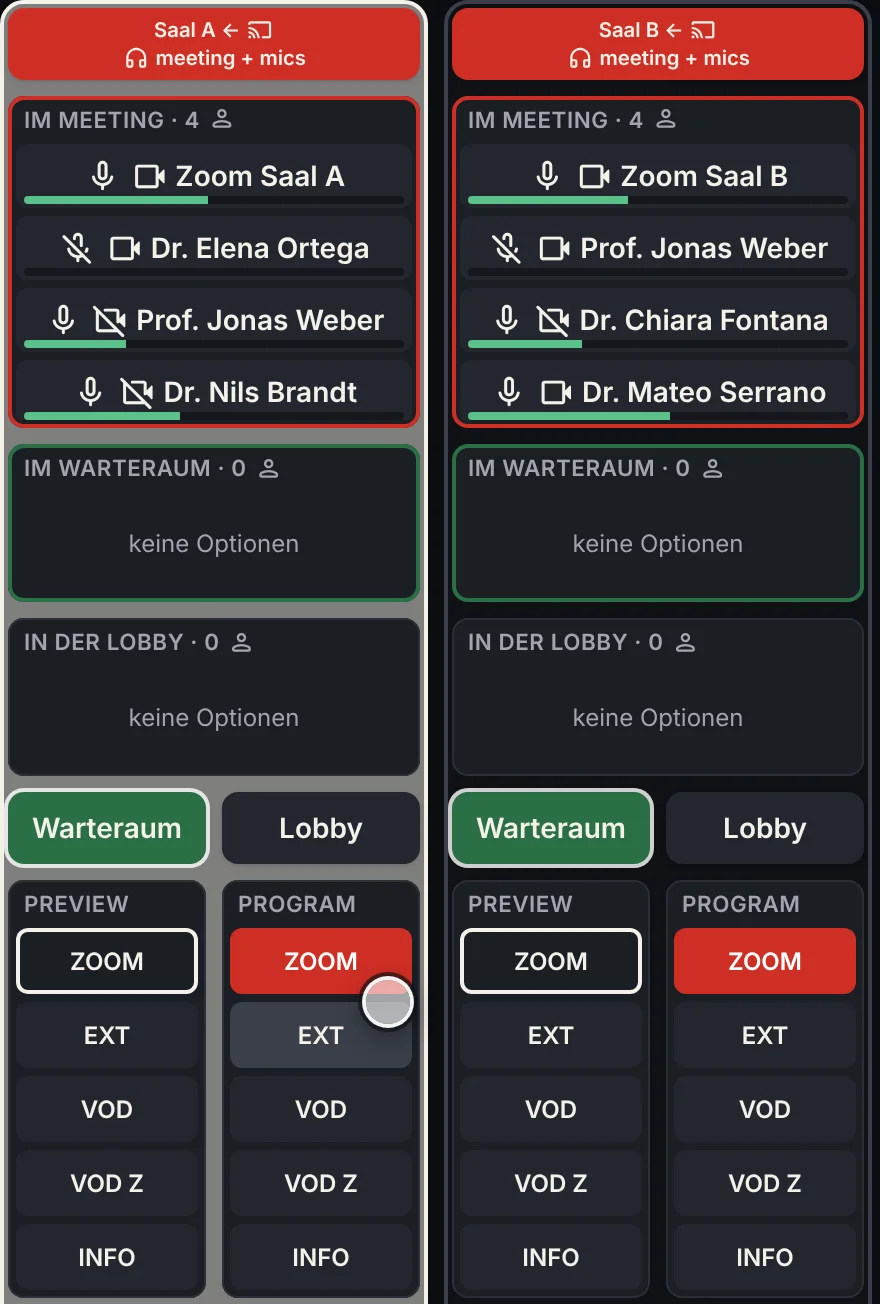 Saal A ←
meeting + mics
IM MEETING · 4
Zoom Saal A
Dr. Elena Ortega
Prof. Jonas Weber
Dr. Nils Brandt
IM WARTERAUM · 0
keine Optionen
IN DER LOBBY · 0
keine Optionen
Warteraum
Lobby
PREVIEW
ZOOM
EXT
VOD
VOD Z
INFO
PROGRAM
ZOOM
EXT
VOD
VOD Z
INFO
Saal B ←
meeting + mics
IM MEETING · 4
Zoom Saal B
Prof. Jonas Weber
Dr. Chiara Fontana
Dr. Mateo Serrano
IM WARTERAUM · 0
keine Optionen
IN DER LOBBY · 0
keine Optionen
Warteraum
Lobby
PREVIEW
ZOOM
EXT
VOD
VOD Z
INFO
PROGRAM
ZOOM
EXT
VOD
VOD Z
INFO